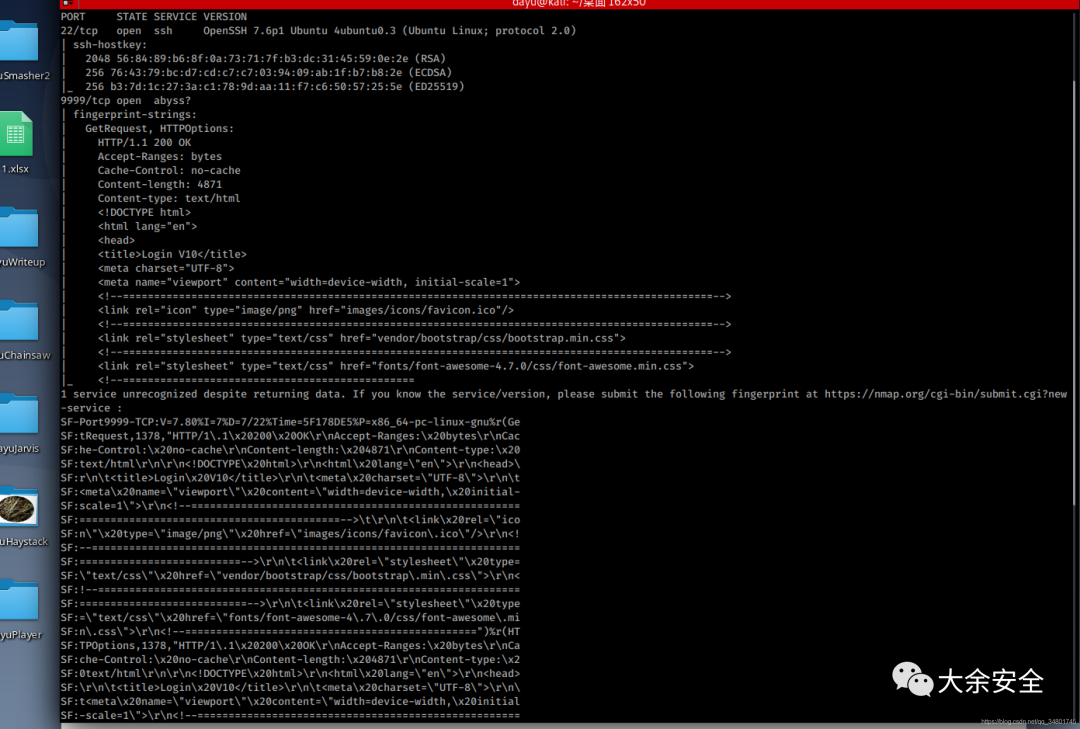 dayu@kali: ~/桌面 162x50
PORT     STATE SERVICE VERSION
22/tcp   open  ssh     OpenSSH 7.6p1 Ubuntu 4ubuntu0.3 (Ubuntu Linux; protocol 2.0)
| ssh-hostkey:
|   2048 56:84:89:b6:8f:0a:73:71:7f:b3:dc:31:45:59:0e:2e (RSA)
|   256 76:43:79:bc:d7:cd:c7:c7:03:94:09:ab:1f:b7:b8:2e (ECDSA)
|_  256 b3:7d:1c:27:3a:c1:78:9d:aa:11:f7:c6:50:57:25:5e (ED25519)
9999/tcp open  abyss?
| fingerprint-strings:
|   GetRequest, HTTPOptions:
|     HTTP/1.1 200 OK
|     Accept-Ranges: bytes
|     Cache-Control: no-cache
|     Content-length: 4871
|     Content-type: text/html
|     <!DOCTYPE html>
|     <html lang="en">
|     <head>
|     <title>Login V10</title>
|     <meta charset="UTF-8">
|     <meta name="viewport" content="width=device-width, initial-scale=1">
|     <!--===============================================================================================-->
|     <link rel="icon" type="image/png" href="images/icons/favicon.ico"/>
|     <!--===============================================================================================-->
|     <link rel="stylesheet" type="text/css" href="vendor/bootstrap/css/bootstrap.min.css">
|     <!--===============================================================================================-->
|     <link rel="stylesheet" type="text/css" href="fonts/font-awesome-4.7.0/css/font-awesome.min.css">
|_    <!--===============================================
1 service unrecognized despite returning data. If you know the service/version, please submit the following fingerprint at https://nmap.org/cgi-bin/submit.cgi?new
-service :
SF-Port9999-TCP:V=7.80%I=7%D=7/22%Time=5F178DE5%P=x86_64-pc-linux-gnu%r(Ge
SF:tRequest,1378,"HTTP/1\.1\x20200\x20OK\r\nAccept-Ranges:\x20bytes\r\nCac
SF:he-Control:\x20no-cache\r\nContent-length:\x204871\r\nContent-type:\x20
SF:text/html\r\n\r\n<!DOCTYPE\x20html>\r\n<html\x20lang=\"en\">\r\n<head>\
SF:r\n\t<title>Login\x20V10</title>\r\n\t<meta\x20charset=\"UTF-8\">\r\n\t
SF:<meta\x20name=\"viewport\"\x20content=\"width=device-width,\x20initial-
SF:scale=1\">\r\n<!--=====================================================
SF:==========================================-->\t\r\n\t<link\x20rel=\"ico
SF:n\"\x20type=\"image/png\"\x20href=\"images/icons/favicon\.ico\"/>\r\n<!
SF:--=====================================================================
SF:==========================-->\r\n\t<link\x20rel=\"stylesheet\"\x20type=
SF:\"text/css\"\x20href=\"vendor/bootstrap/css/bootstrap\.min\.css\">\r\n<
SF:!--====================================================================
SF:===========================-->\r\n\t<link\x20rel=\"stylesheet\"\x20type
SF:=\"text/css\"\x20href=\"fonts/font-awesome-4\.7\.0/css/font-awesome\.mi
SF:n\.css\">\r\n<!--===============================================")%r(HT
SF:TPOptions,1378,"HTTP/1\.1\x20200\x20OK\r\nAccept-Ranges:\x20bytes\r\nCa
SF:che-Control:\x20no-cache\r\nContent-length:\x204871\r\nContent-type:\x2
SF:0text/html\r\n\r\n<!DOCTYPE\x20html>\r\n<html\x20lang=\"en\">\r\n<head>
SF:\r\n\t<title>Login\x20V10</title>\r\n\t<meta\x20charset=\"UTF-8\">\r\n\
SF:t<meta\x20name=\"viewport\"\x20content=\"width=device-width,\x20initial
SF:-scale=1\">\r\n<!--====================================================
uSmasher2
1.xlsx
yuWriteup
uChainsaw
ayuJarvis
uHaystack
yuPlayer
大余安全
https://blog.csdn.net/qq_34801745